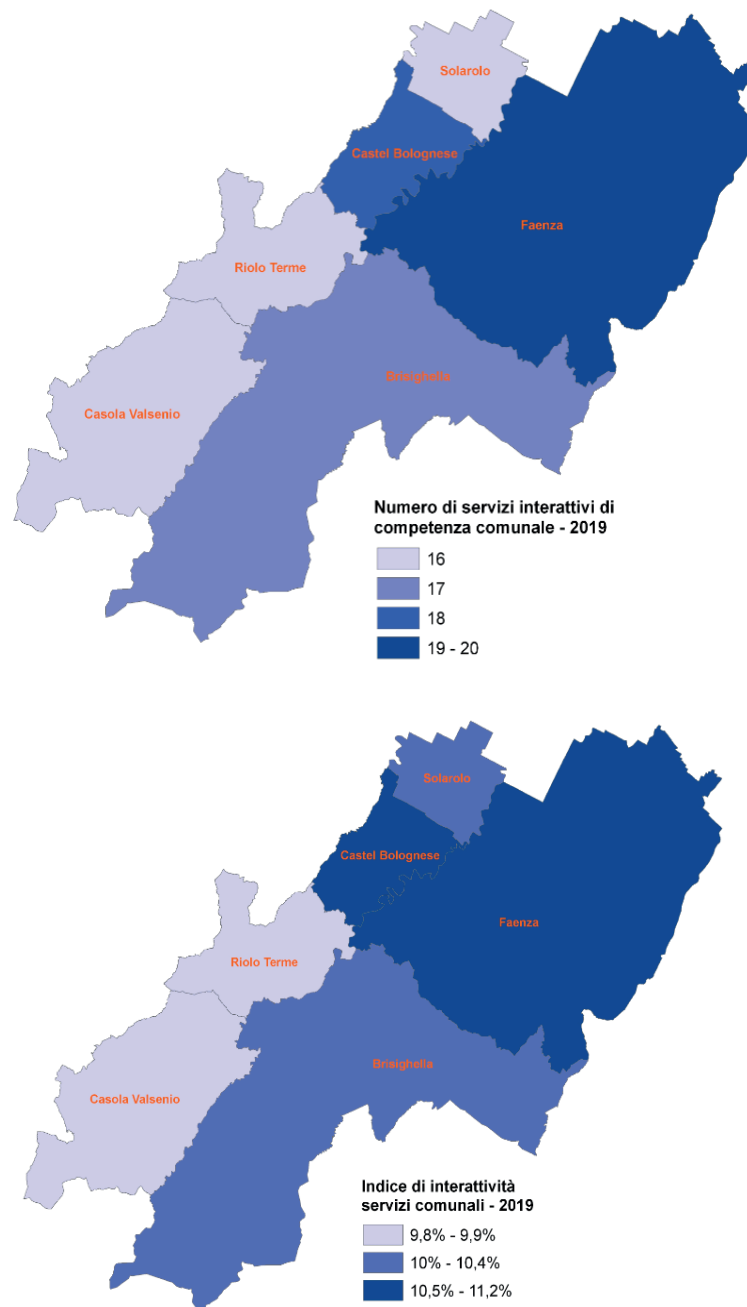 Solarolo
Castel Bolognese
Faenza
Riolo Terme
Brisighella
Casola Valsenio
Numero di servizi interattivi di
competenza comunale - 2019
16
17
18
19 - 20
Solarolo
Castel Bolognese
Faenza
Riolo Terme
Brisighella
Casola Valsenio
Indice di interattività
servizi comunali - 2019
9,8% - 9,9%
10% - 10,4%
10,5% - 11,2%